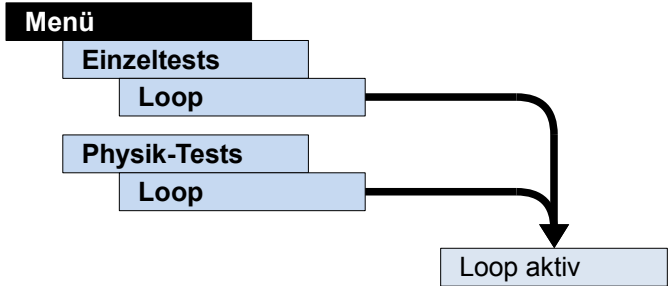 Menü
Einzeltests
Loop
Physik-Tests
Loop
Loop aktiv